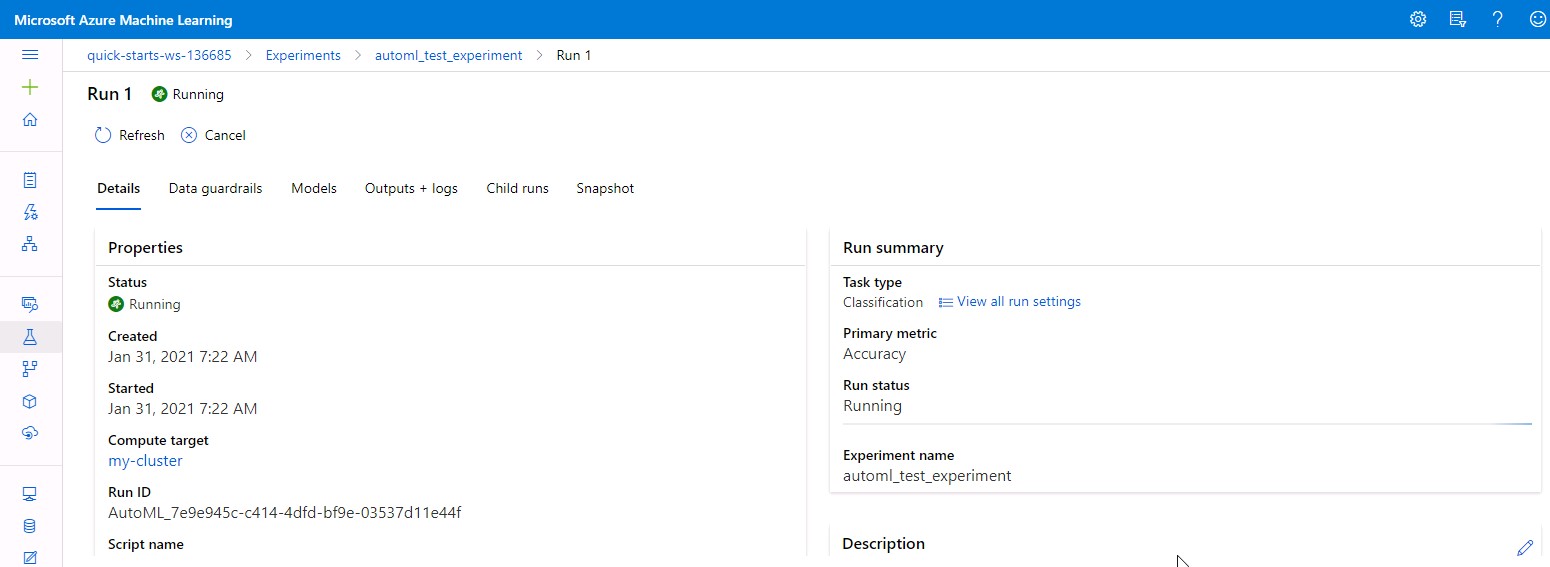 Microsoft Azure Machine Learning
quick-starts-ws-136685 > Experiments > automl_test_experiment > Run 1
Run 1 Running
Refresh Cancel
Details Data guardrails Models Outputs + logs Child runs Snapshot
Properties
Status
Running
Created
Jan 31, 2021 7:22 AM
Started
Jan 31, 2021 7:22 AM
Compute target
my-cluster
Run ID
AutoML_7e9e945c-c414-4dfd-bf9e-03537d11e44f
Script name
Run summary
Task type
Classification View all run settings
Primary metric
Accuracy
Run status
Running
Experiment name
automl_test_experiment
Description